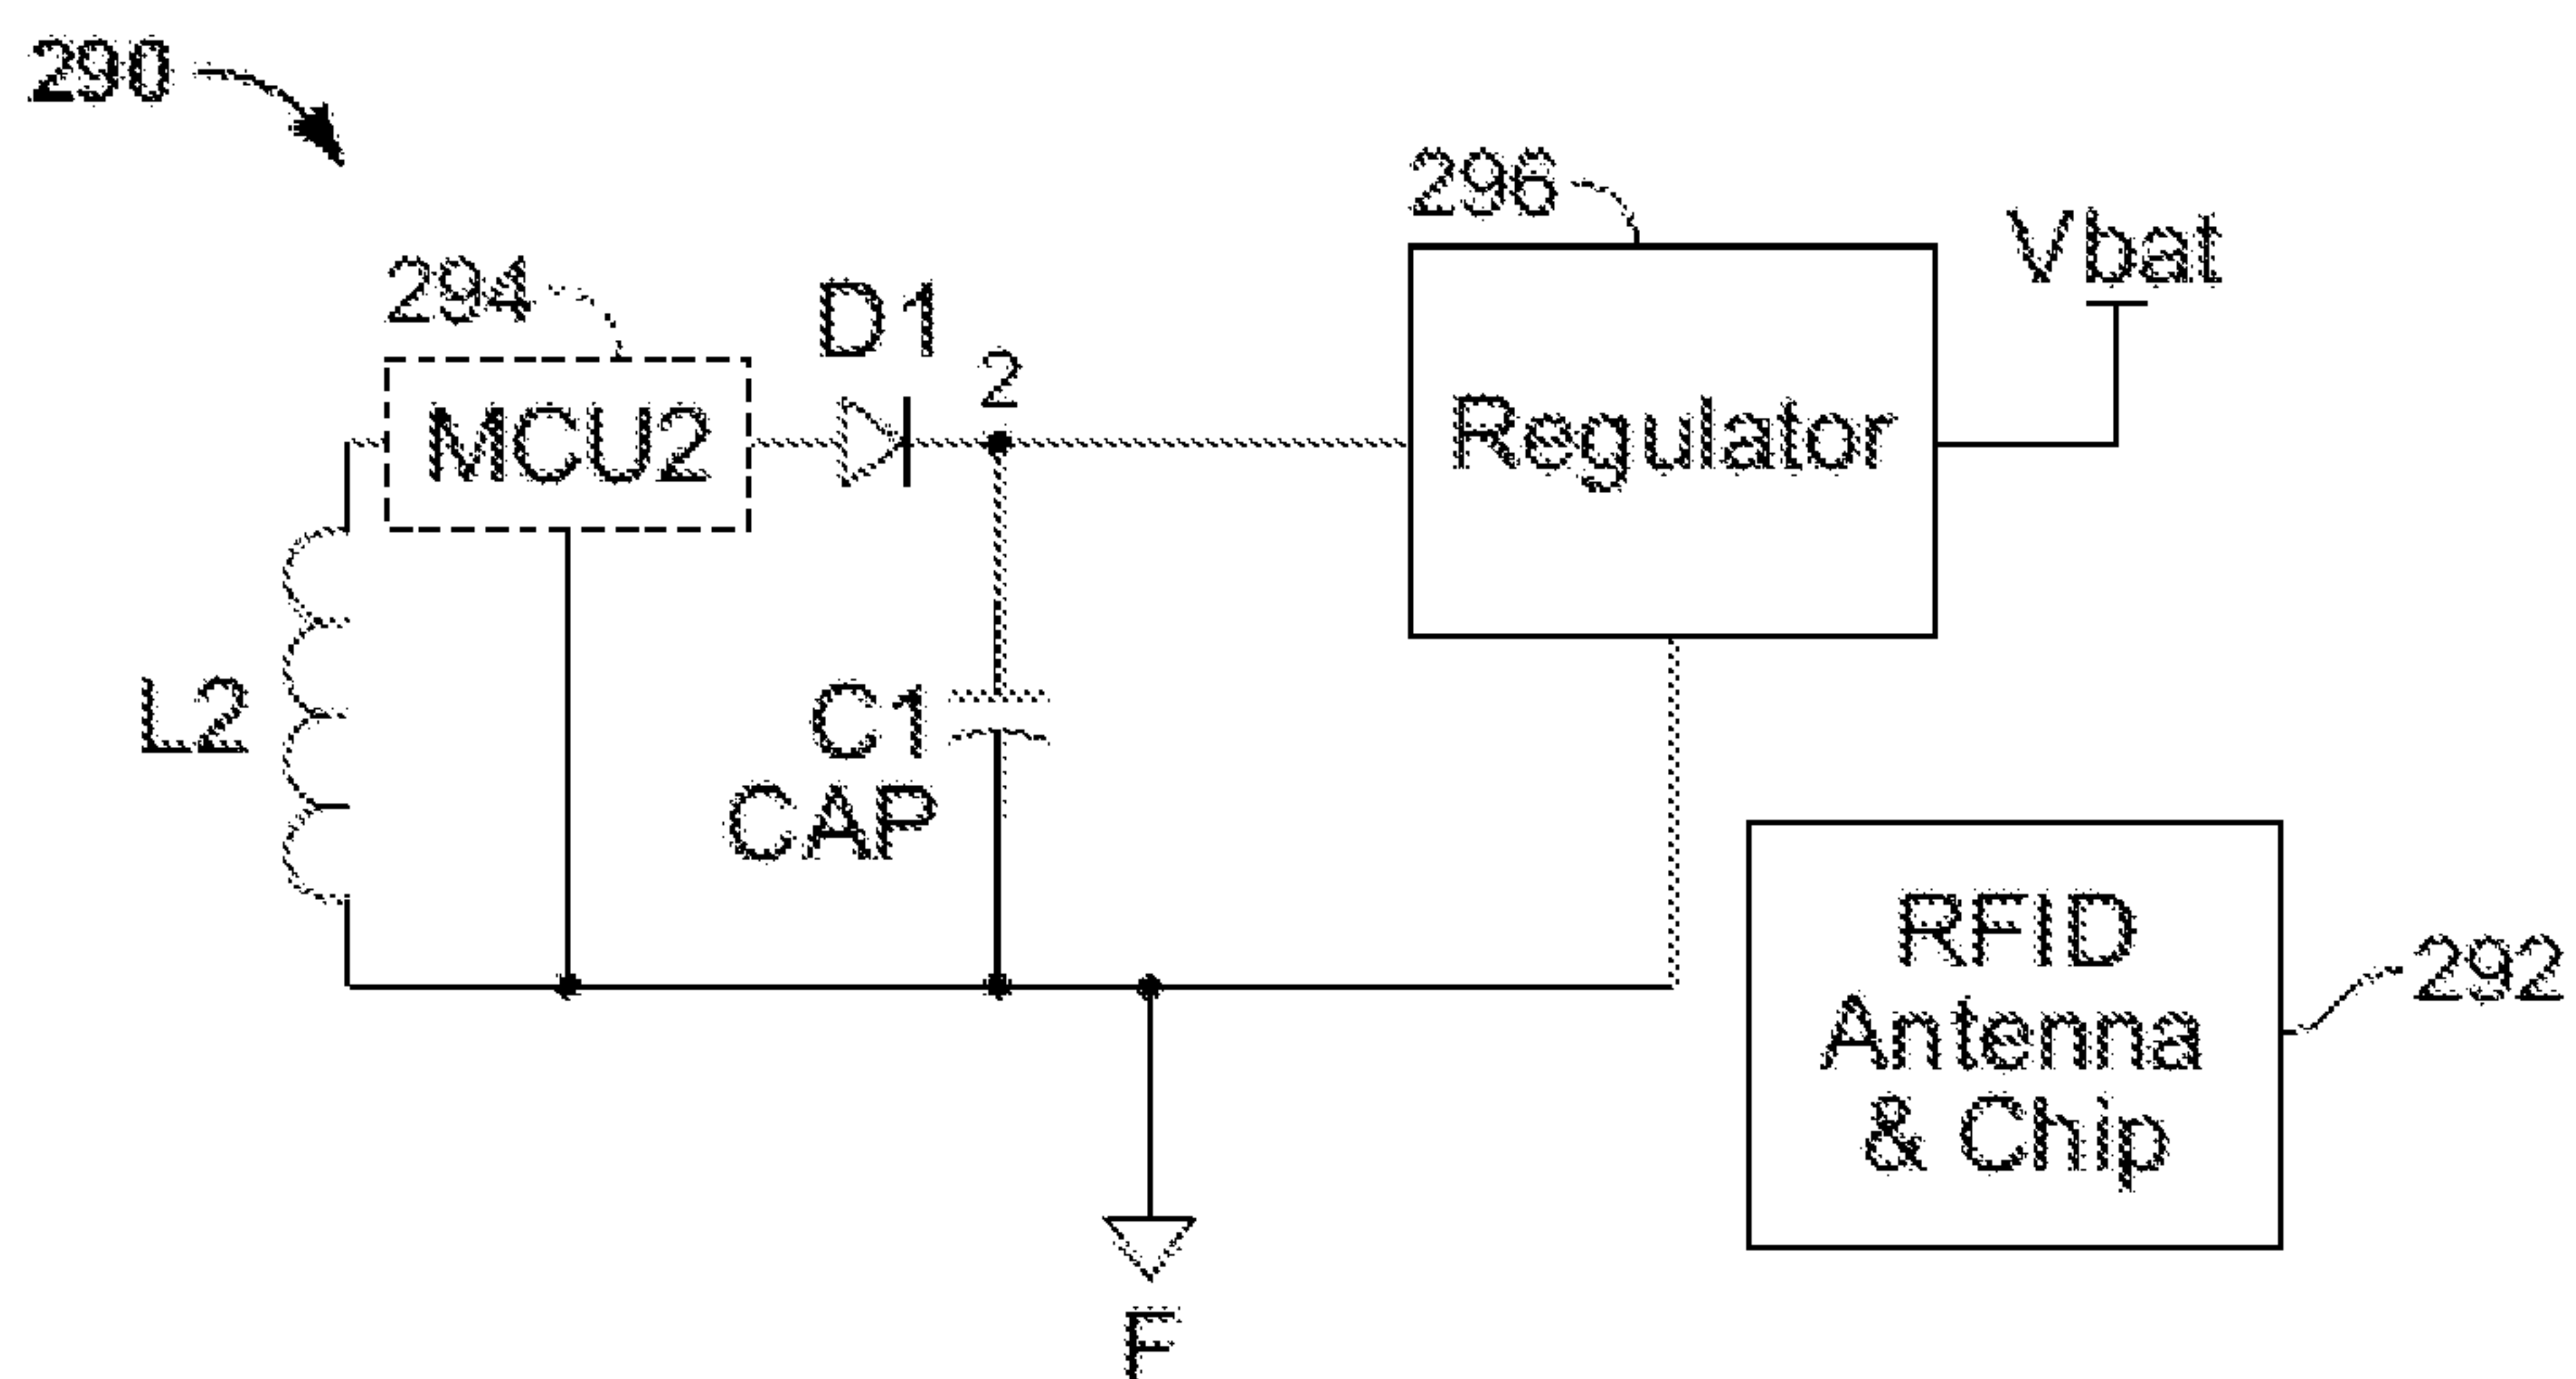 290
296
Vbat
294
D1
2
MCU2
Regulator
L2
C1
CAP
RFID
Antenna
& Chip
292
F